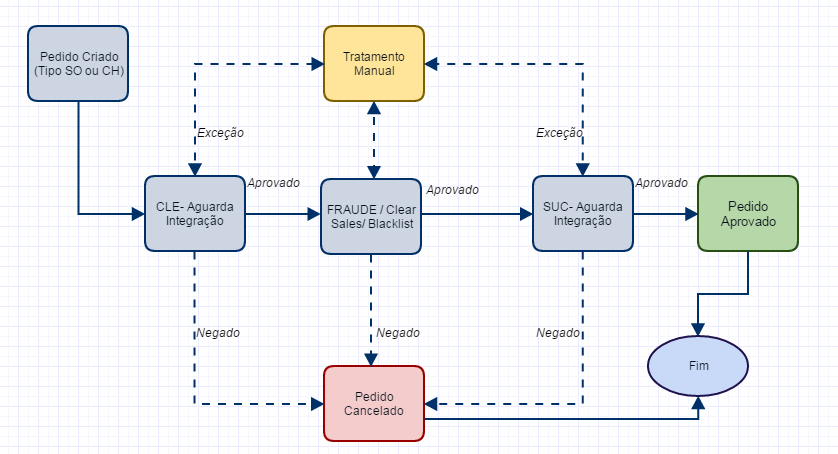 Pedido Criado
(Tipo SO ou CH)
Tratamento
Manual
Exceção
Exceção
CLE- Aguarda
Integração
Aprovado
FRAUDE / Clear
Sales/ Blacklist
Aprovado
SUC- Aguarda
Integração
Aprovado
Pedido
Aprovado
Negado
Negado
Negado
Fim
Pedido
Cancelado